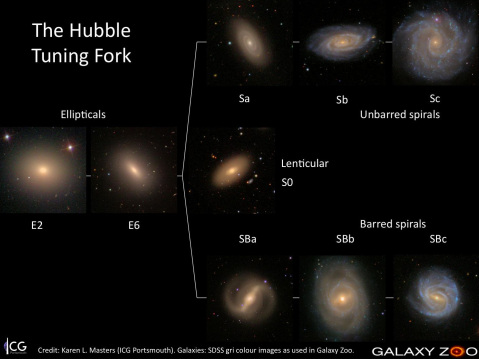 The Hubble
Tuning Fork
Sa
Sb
Sc
Ellipticals
Unbarred spirals
Lenticular
S0
E2
E6
Barred spirals
SBa
SBb
SBc
ICG
Credit: Karen L. Masters (ICG Portsmouth). Galaxies: SDSS gri colour images as used in Galaxy Zoo.
GALAXY ZOO